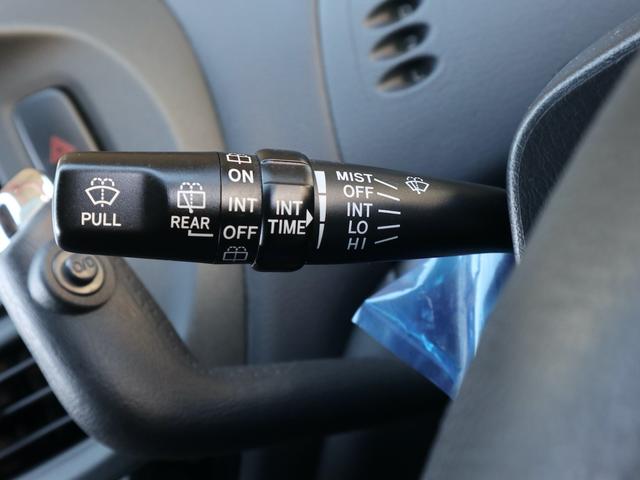 PULL
REAR
ON
INT
OFF
INT
TIME
MIST
OFF
INT
LO
HI
O/D